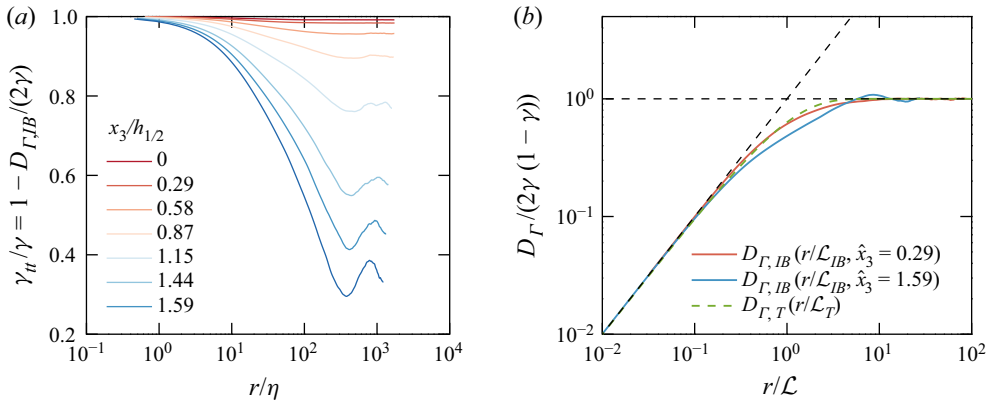 (a)
1.0
0.8
0.6
0.4
0.2
γ_tt/γ = 1 − D_Γ,IB/(2γ)
x_3/h_1/2
0
0.29
0.58
0.87
1.15
1.44
1.59
10^−1
10^0
10^1
10^2
10^3
10^4
r/η
(b)
10^0
10^−1
10^−2
D_Γ/(2γ (1 − γ))
D_Γ, IB (r/ℒ_IB, x̂_3 = 0.29)
D_Γ, IB (r/ℒ_IB, x̂_3 = 1.59)
D_Γ, T (r/ℒ_T)
10^−2
10^−1
10^0
10^1
10^2
r/ℒ